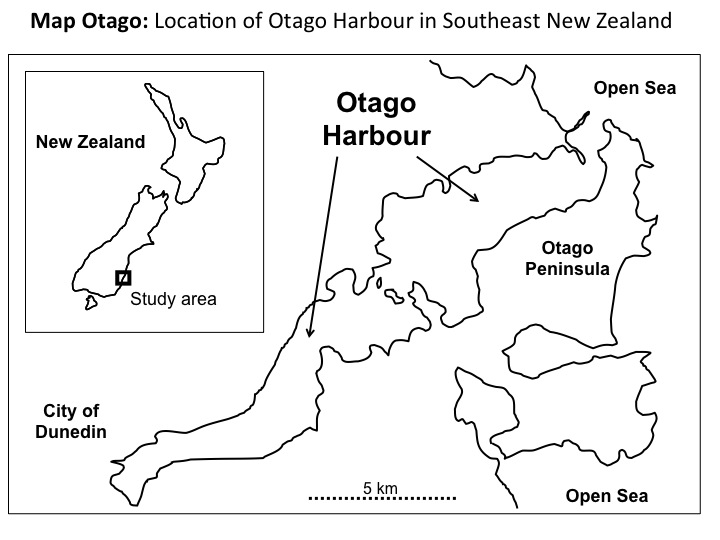 Map Otago: Location of Otago Harbour in Southeast New Zealand
New Zealand
Study area
Otago
Harbour
Open Sea
Otago
Peninsula
City of
Dunedin
5 km
Open Sea